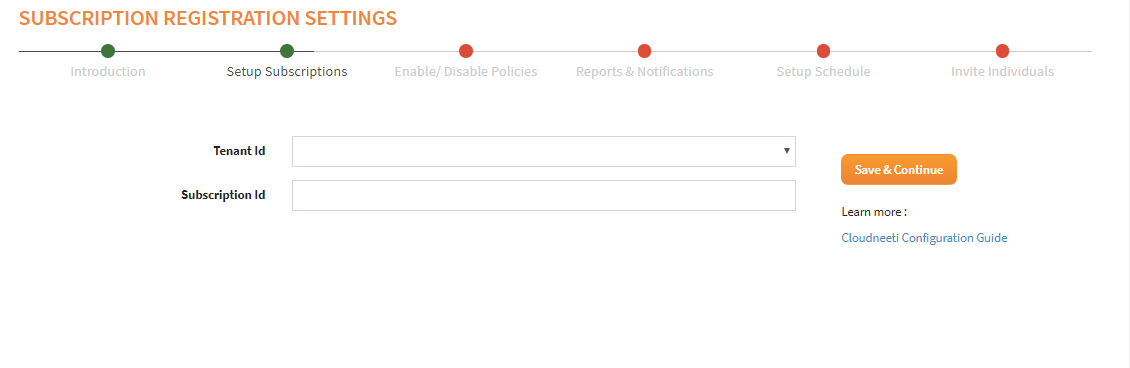 SUBSCRIPTION REGISTRATION SETTINGS
Introduction
Setup Subscriptions
Enable/ Disable Policies
Reports & Notifications
Setup Schedule
Invite Individuals
Tenant Id
Save & Continue
Subscription Id
Learn more :
Cloudneeti Configuration Guide